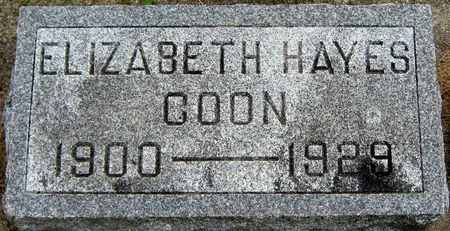 ELIZABETH HAYES
COON
1900 — 1929